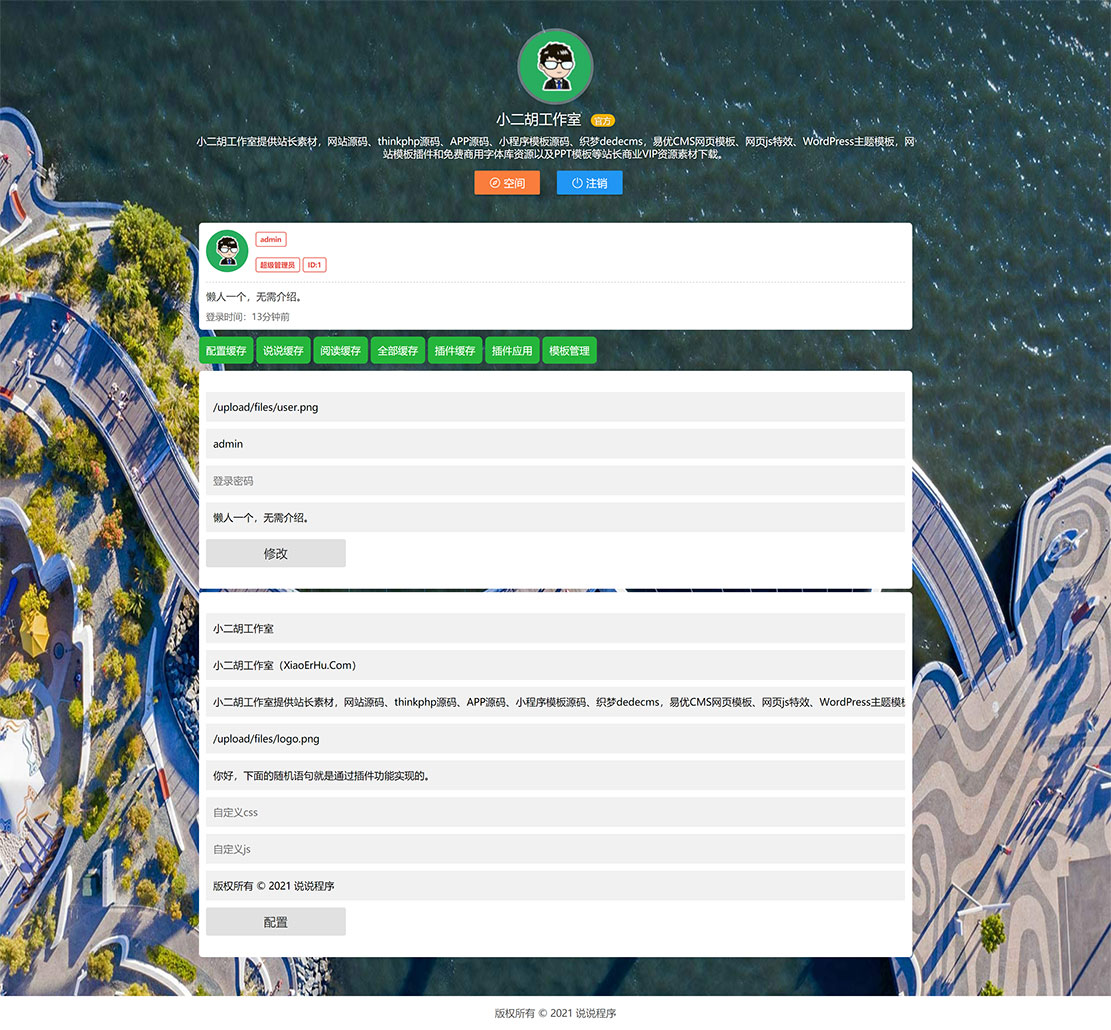 小二胡工作室 官方
小二胡工作室提供站长素材，网站源码、thinkphp源码、APP源码、小程序模板源码、织梦dedecms，易优CMS网页模板、网页js特效、WordPress主题模板，网
站模板插件和免费商用字体库资源以及PPT模板等站长商业VIP资源素材下载。
空间 注销
admin
超级管理员 ID:1
懒人一个，无需介绍。
登录时间：13分钟前
配置缓存 说说缓存 阅读缓存 全部缓存 插件缓存 插件应用 模板管理
/upload/files/user.png
admin
登录密码
懒人一个，无需介绍。
修改
小二胡工作室
小二胡工作室（XiaoErHu.Com）
小二胡工作室提供站长素材，网站源码、thinkphp源码、APP源码、小程序模板源码、织梦dedecms，易优CMS网页模板、网页js特效、WordPress主题模板
/upload/files/logo.png
你好，下面的随机语句就是通过插件功能实现的。
自定义css
自定义js
版权所有 © 2021 说说程序
配置
版权所有 © 2021 说说程序